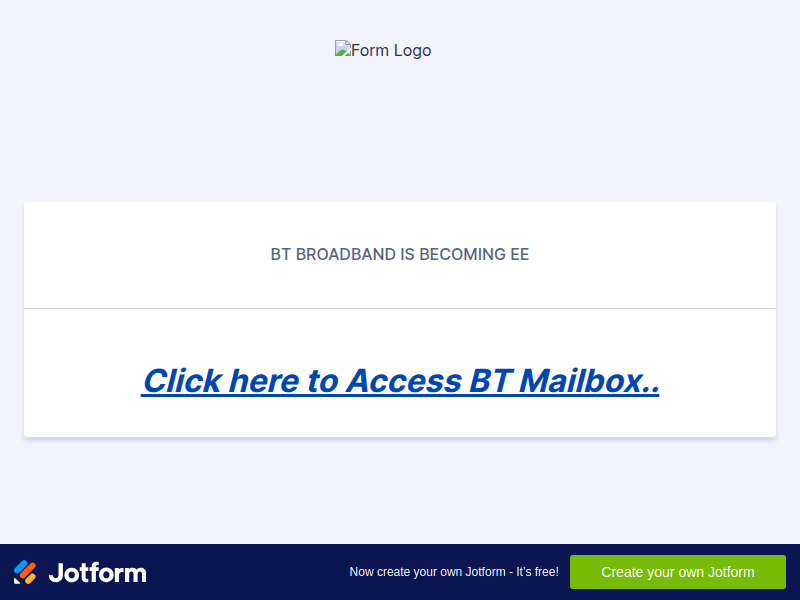 Form Logo
BT BROADBAND IS BECOMING EE
Click here to Access BT Mailbox..
Jotform
Now create your own Jotform - It's free!
Create your own Jotform